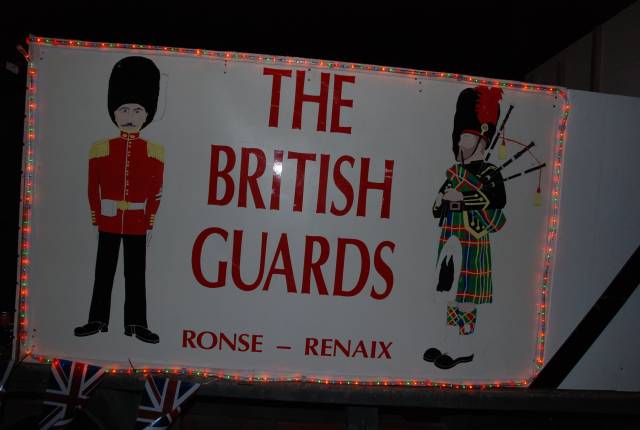 THE
BRITISH
GUARDS
RONSE – RENAIX